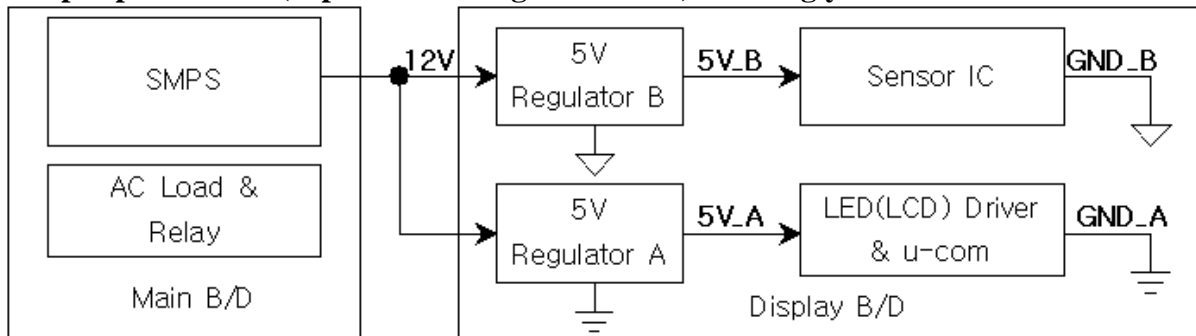 SMPS
AC Load &
Relay
Main B/D
12V
5V
Regulator B
5V_B
Sensor IC
GND_B
5V
Regulator A
5V_A
LED(LCD) Driver
& u-com
GND_A
Display B/D